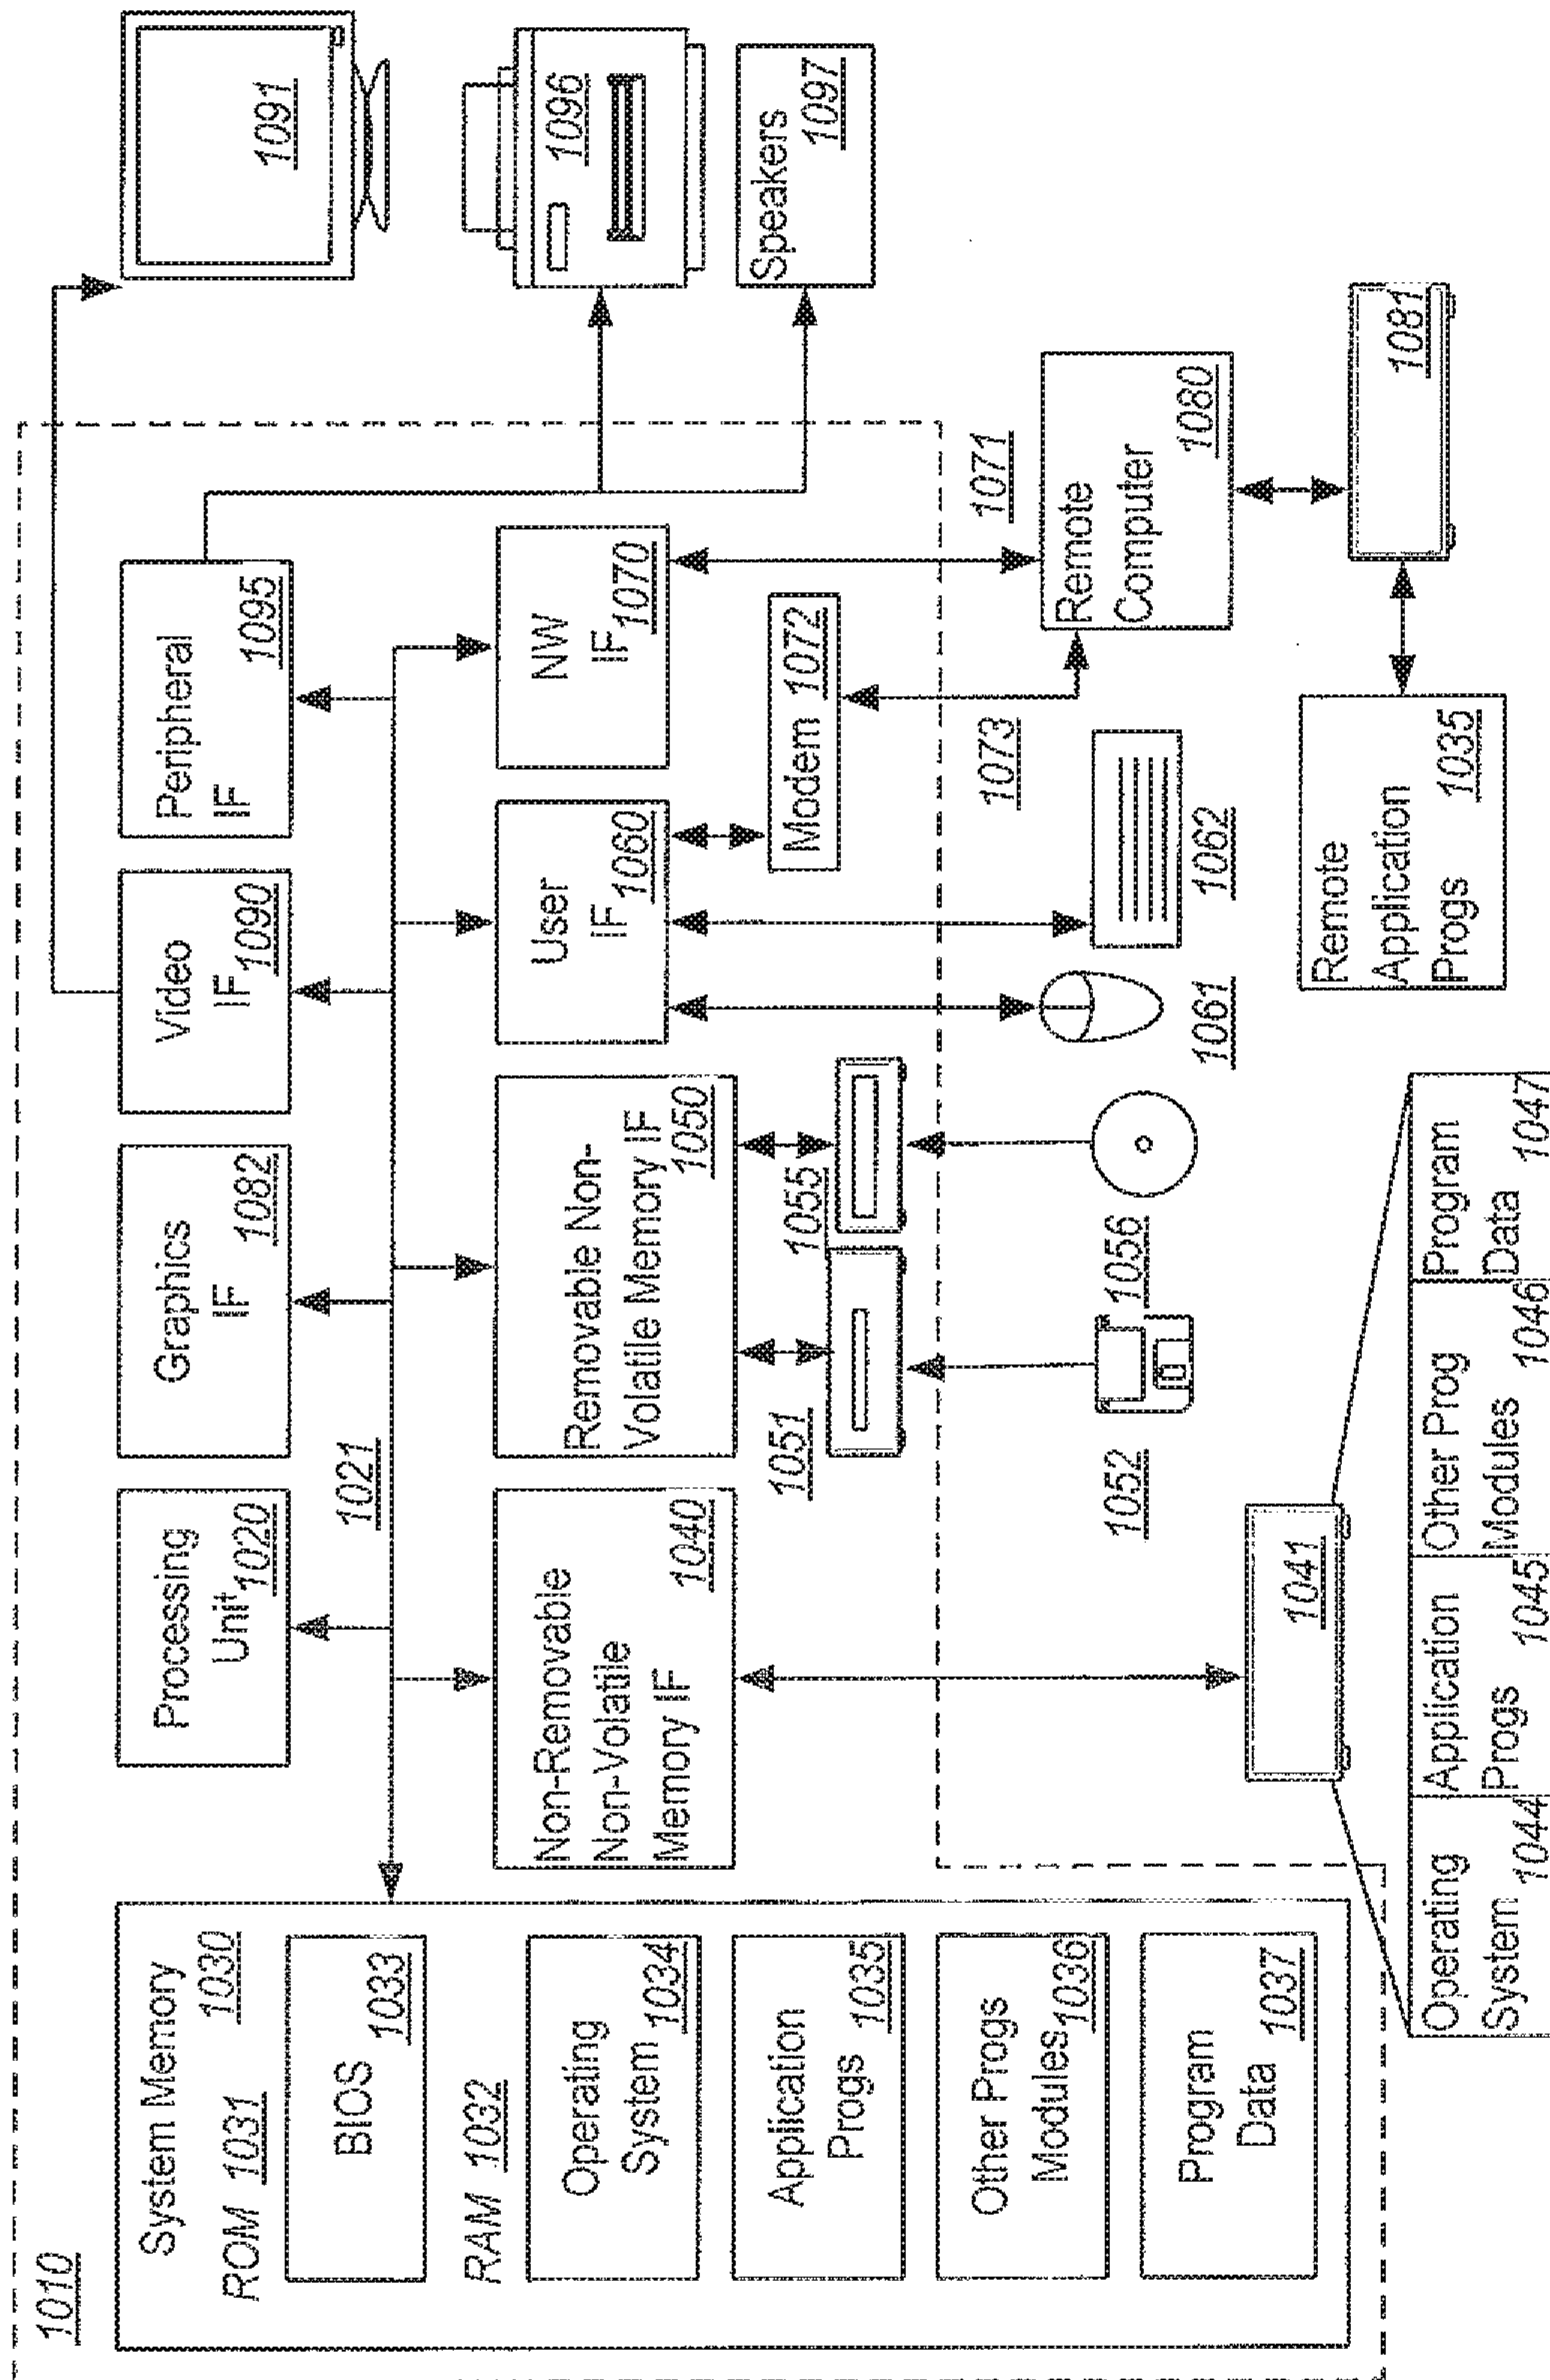 1010
System Memory
1030
ROM 1031
BIOS
1033
RAM 1032
Operating
System 1034
Application
Progs 1035
Other Progs
Modules 1036
Program
Data 1037
Processing
Unit 1020
Graphics
IF 1082
Video
IF 1090
Peripheral
IF 1095
1021
Non-Removable
Non-Volatile
Memory IF 1040
Removable Non-
Volatile Memory IF
1050
User
IF 1060
NW
IF 1070
1051
1055
Modem 1072
1052
1056
1061
1062
1073
1071
1091
1096
Speakers
1097
Remote
Computer
1080
1081
Remote
Application
Progs 1035
1041
Operating
System 1044
Application
Progs 1045
Other Prog
Modules 1046
Program
Data 1047